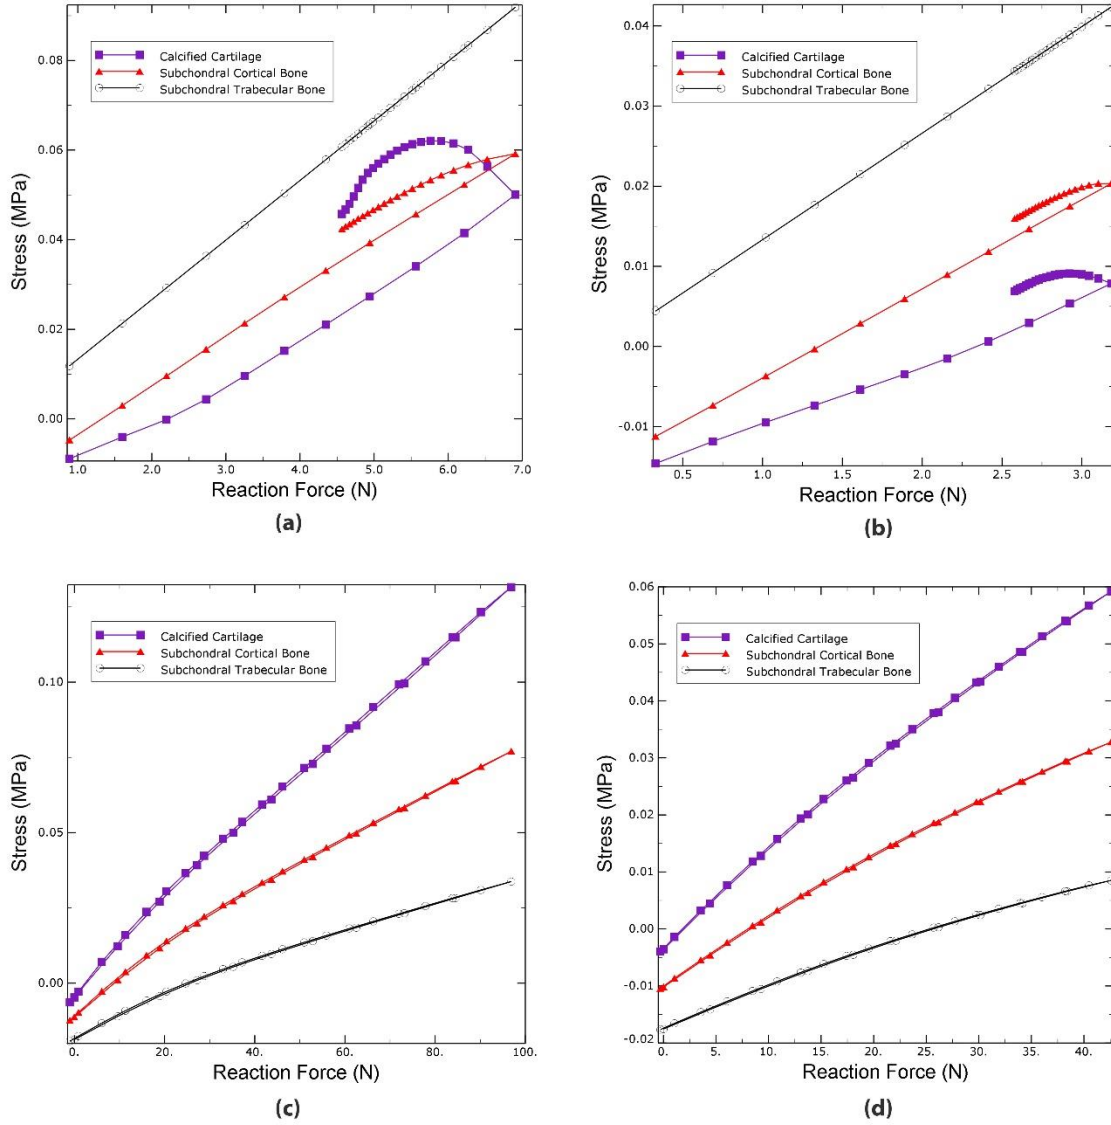 0.08
0.06
0.04
0.02
0.00
Stress (MPa)
Calcified Cartilage
Subchondral Cortical Bone
Subchondral Trabecular Bone
1.0 2.0 3.0 4.0 5.0 6.0 7.0
Reaction Force (N)
(a)
0.04
0.03
0.02
0.01
0.00
-0.01
Stress (MPa)
Calcified Cartilage
Subchondral Cortical Bone
Subchondral Trabecular Bone
0.5 1.0 1.5 2.0 2.5 3.0
Reaction Force (N)
(b)
0.10
0.05
0.00
Stress (MPa)
Calcified Cartilage
Subchondral Cortical Bone
Subchondral Trabecular Bone
0. 20. 40. 60. 80. 100.
Reaction Force (N)
(c)
0.06
0.05
0.04
0.03
0.02
0.01
0.00
-0.01
-0.02
Stress (MPa)
Calcified Cartilage
Subchondral Cortical Bone
Subchondral Trabecular Bone
0. 5. 10. 15. 20. 25. 30. 35. 40.
Reaction Force (N)
(d)